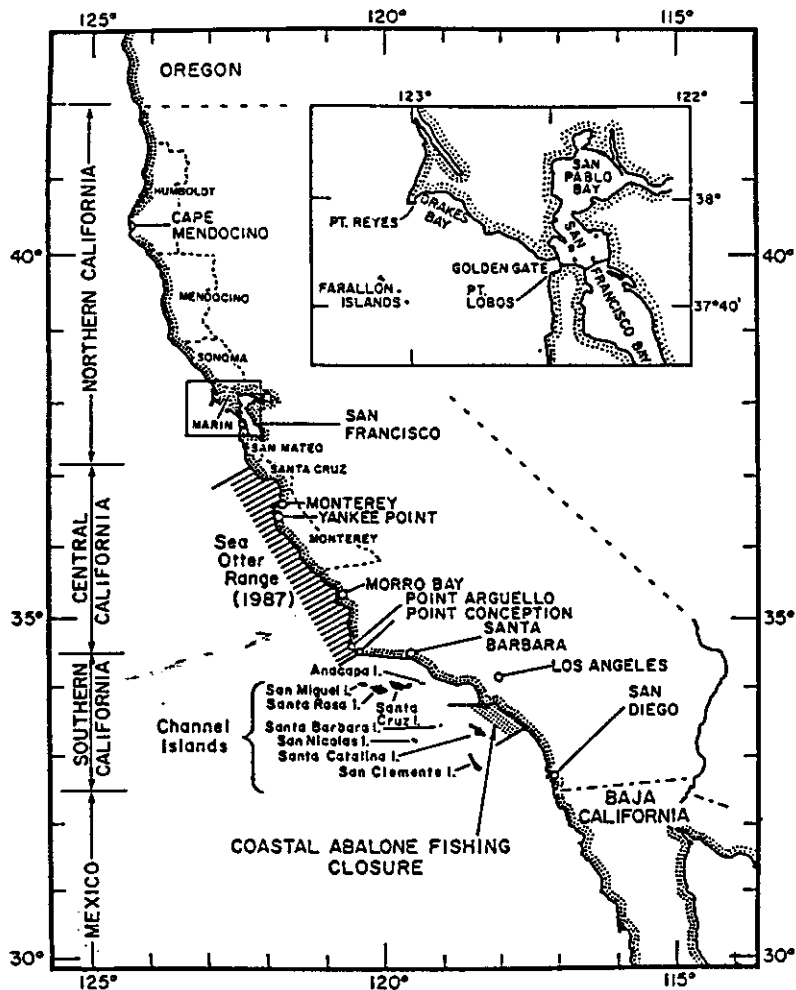 125°
120°
115°
OREGON
123°
122°
SAN
PABLO
BAY
38°
DRAKES
BAY
PT. REYES
SAN FRANCISCO BAY
GOLDEN GATE
PT.
LOBOS
FARALLON
ISLANDS
37°40'
NORTHERN CALIFORNIA
HUMBOLDT
CAPE
MENDOCINO
40°
40°
MENDOCINO
SONOMA
MARIN
SAN
FRANCISCO
SAN MATEO
SANTA CRUZ
CENTRAL
CALIFORNIA
MONTEREY
YANKEE POINT
MONTEREY
Sea
Otter
Range
(1987)
MORRO BAY
POINT ARGUELLO
POINT CONCEPTION
35°
35°
SANTA
BARBARA
SOUTHERN
CALIFORNIA
LOS ANGELES
SAN
DIEGO
Anacapa I.
San Miguel I.
Santa Rosa I.
Santa
Cruz I.
Channel
Islands
Santa Barbara I.
San Nicolas I.
Santa Catalina I.
San Clemente I.
BAJA
CALIFORNIA
COASTAL ABALONE FISHING
CLOSURE
MEXICO
30°
30°
125°
120°
115°